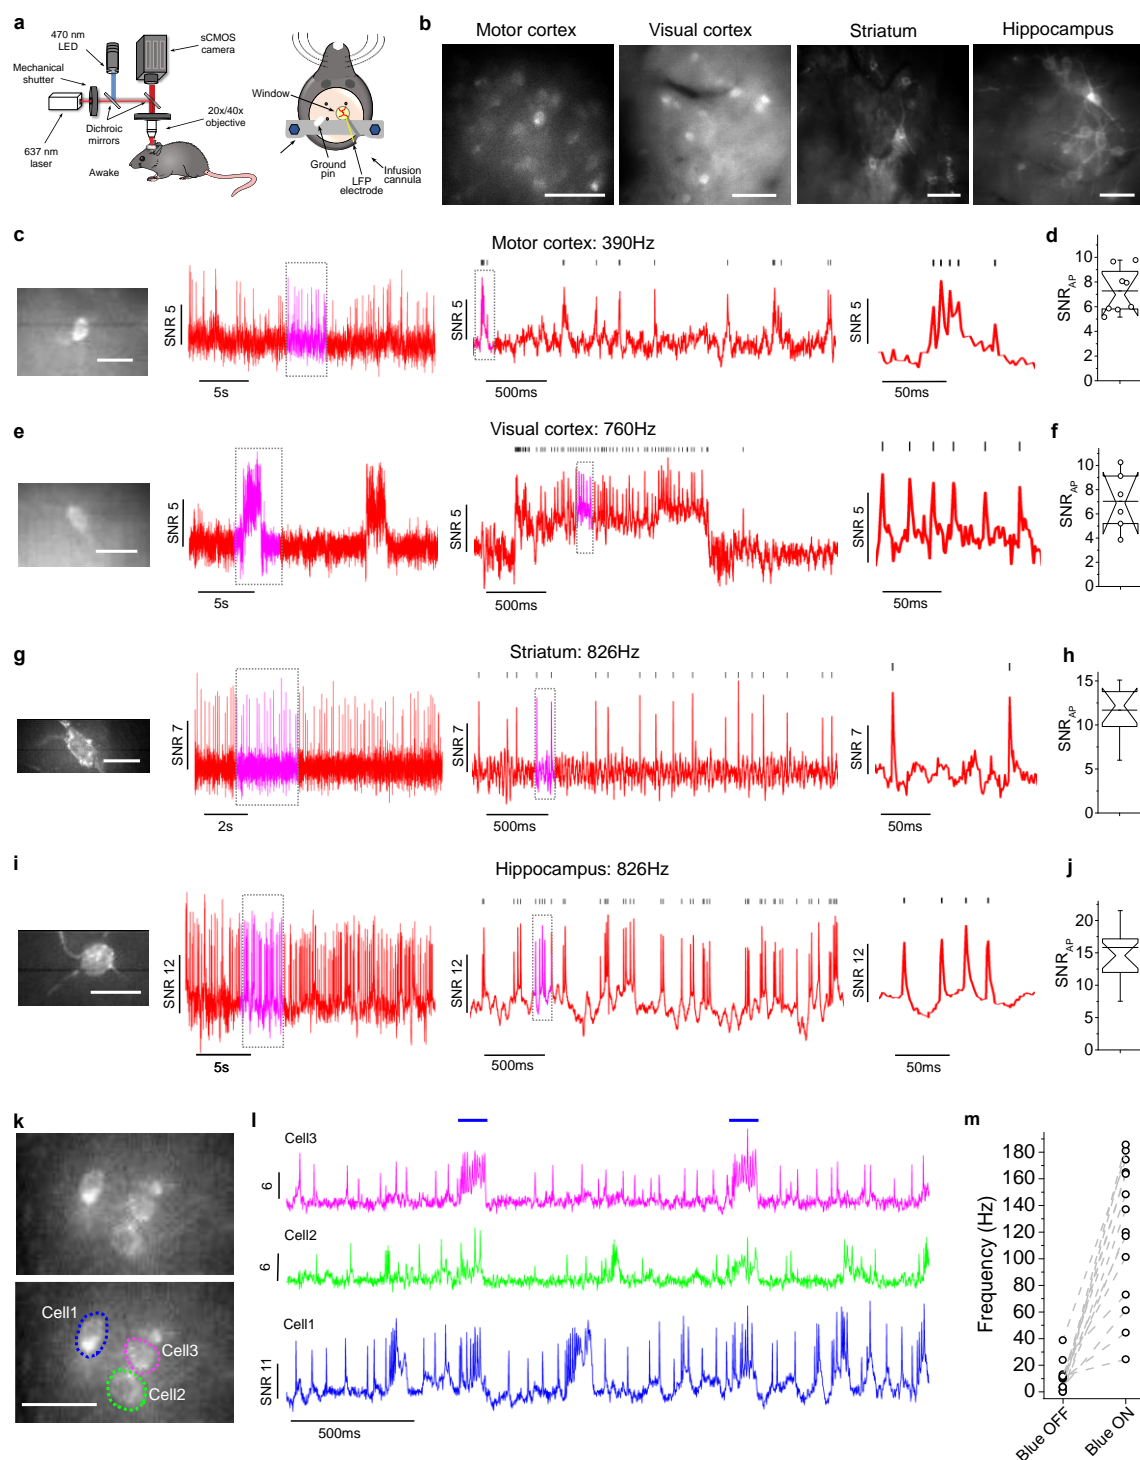 a
470 nm
LED
sCMOS
camera
Mechanical
shutter
20x/40x
objective
Dichroic
mirrors
637 nm
laser
Awake
Window
Ground
pin
LFP
electrode
Infusion
cannula
b
Motor cortex
Visual cortex
Striatum
Hippocampus
c
Motor cortex: 390Hz
SNR 5
5s
SNR 5
500ms
SNR 5
50ms
d
SNRAP
10
8
6
4
2
0
e
Visual cortex: 760Hz
SNR 5
5s
SNR 5
500ms
SNR 5
50ms
f
SNRAP
10
8
6
4
2
0
g
Striatum: 826Hz
SNR 7
2s
SNR 7
500ms
SNR 7
50ms
h
SNRAP
15
10
5
0
i
Hippocampus: 826Hz
SNR 12
5s
SNR 12
500ms
SNR 12
50ms
j
SNRAP
20
15
10
5
0
k
Cell1
Cell3
Cell2
l
Cell3
6
Cell2
6
Cell1
SNR 11
500ms
m
Frequency (Hz)
180
160
140
120
100
80
60
40
20
0
Blue OFF
Blue ON